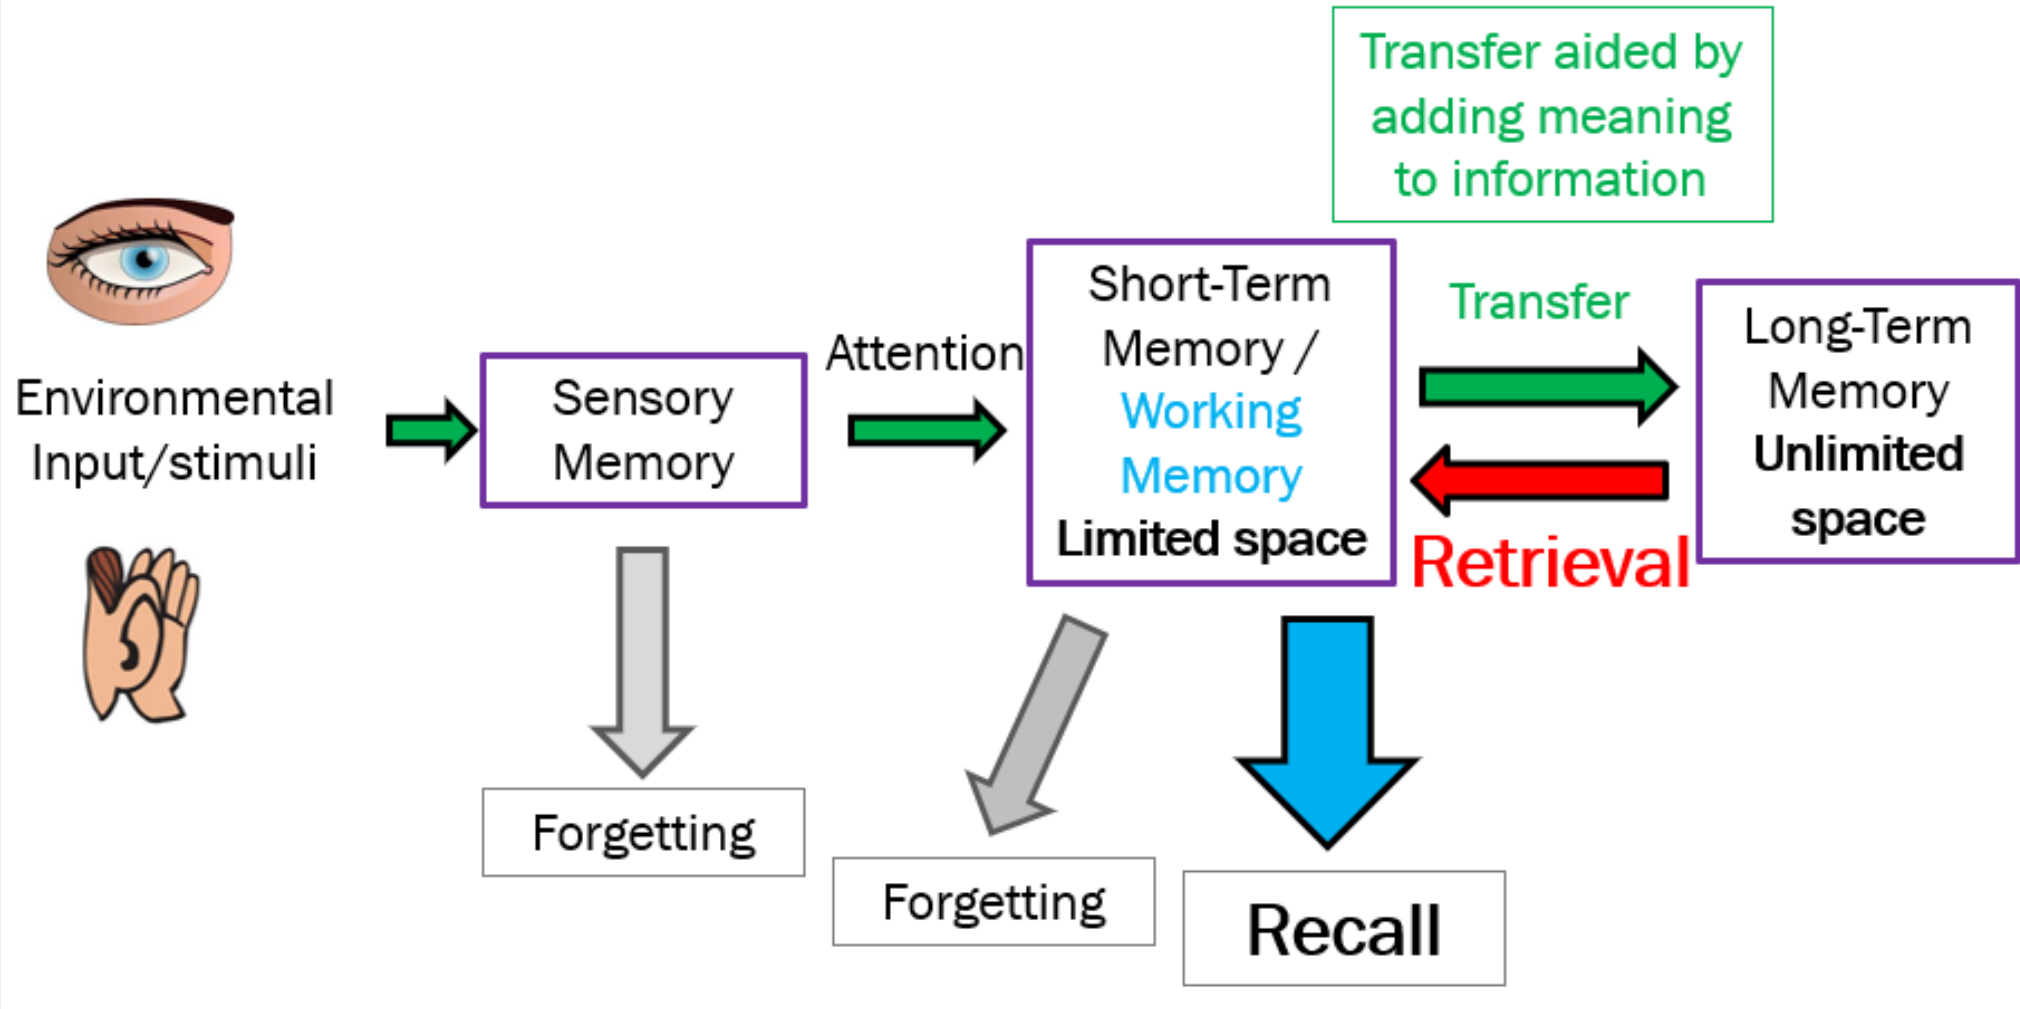 Transfer aided by
adding meaning
to information
Environmental
Input/stimuli
Sensory
Memory
Attention
Short-Term
Memory /
Working
Memory
Limited space
Transfer
Retrieval
Long-Term
Memory
Unlimited
space
Forgetting
Forgetting
Recall